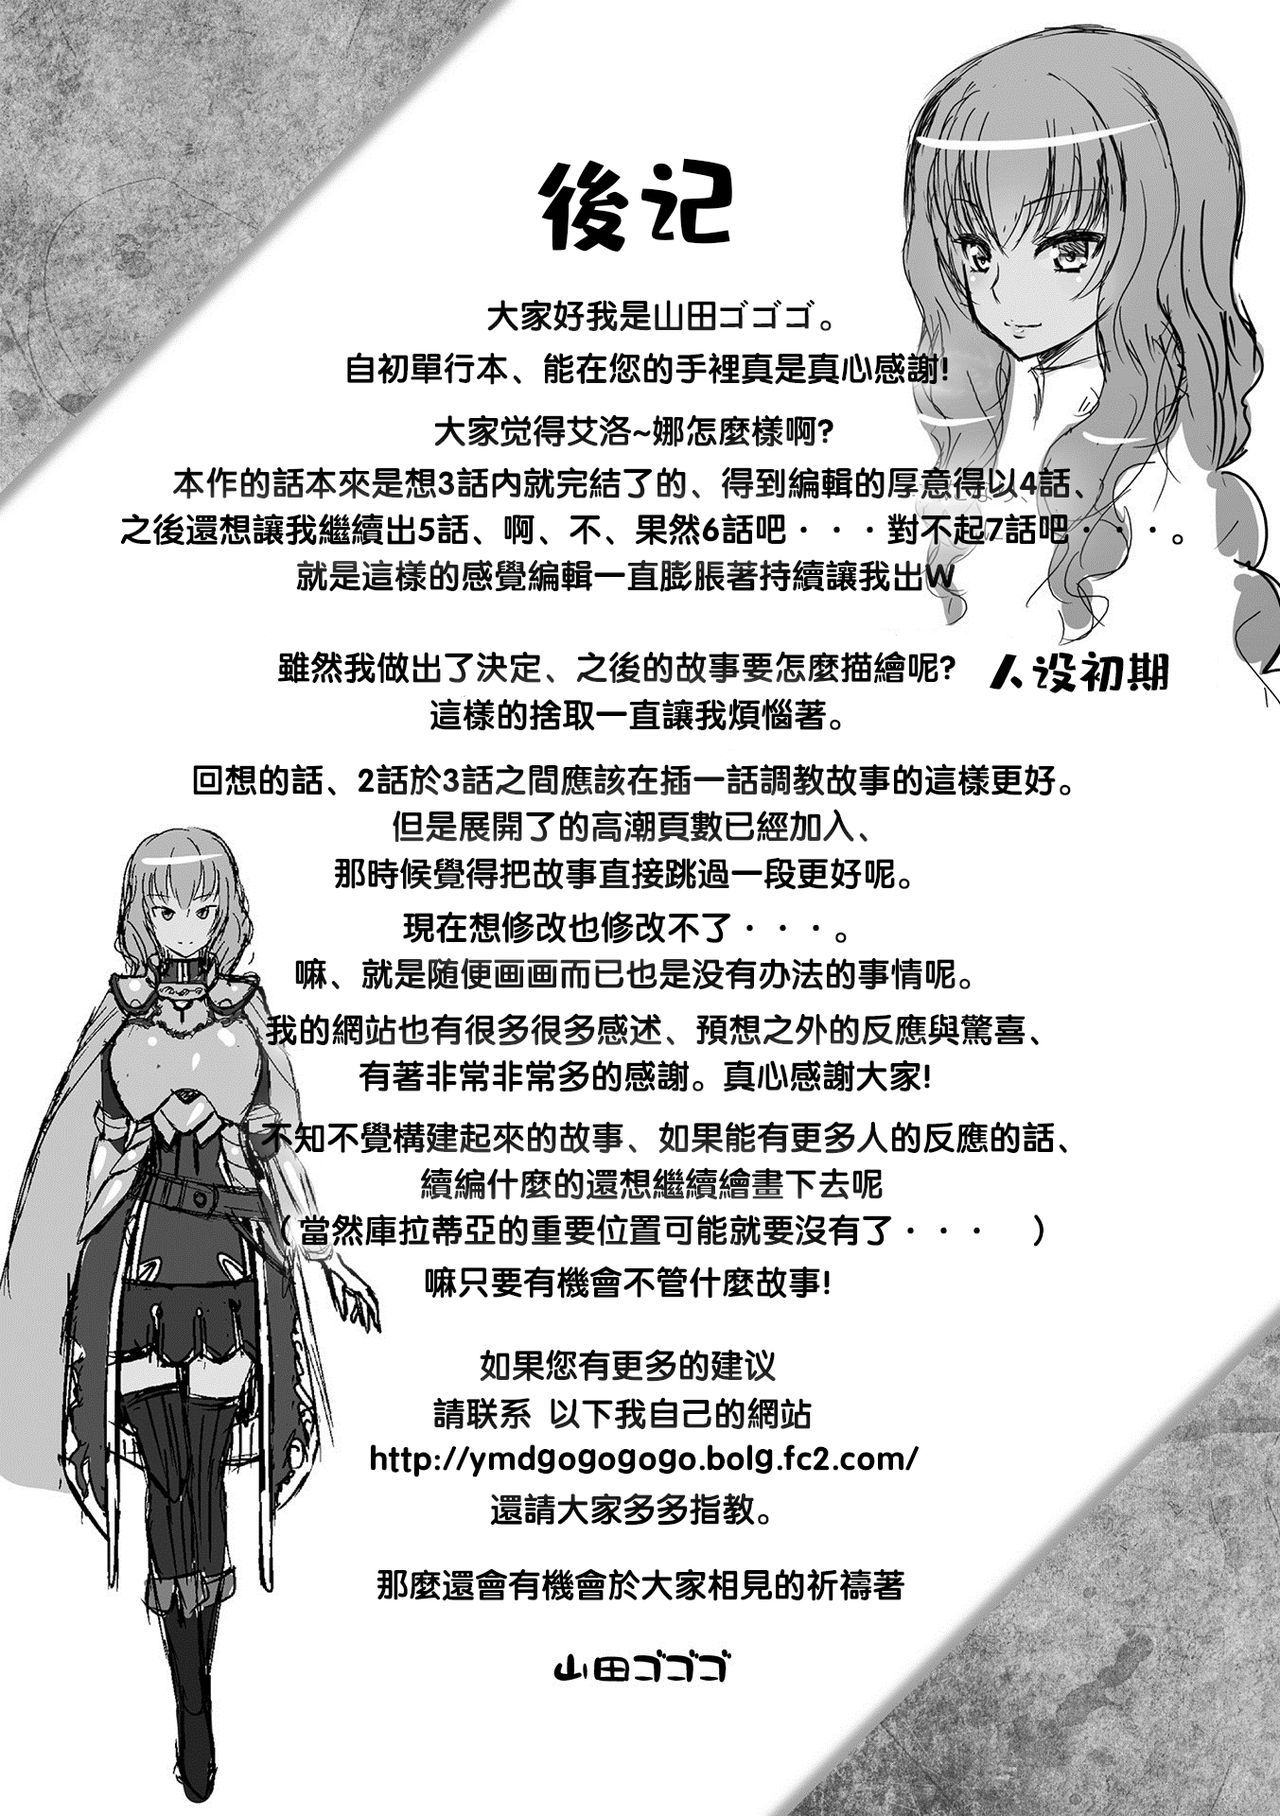 後记
大家好我是山田ゴゴゴ。
自初單行本、能在您的手裡真是真心感謝!
大家觉得艾洛~娜怎麼樣啊?
本作的話本來是想3話内就完結了的、得到編輯的厚意得以4話、
之後還想讓我繼續出5話、啊、不、果然6話吧・・・對不起7話吧・・・・。
就是這樣的感覺編輯一直膨脹著持續讓我出W
雖然我做出了決定、之後的故事要怎麼描繪呢?
人设初期
這樣的捨取一直讓我煩惱著。
回想的話、2話於3話之間應該在插一話調教故事的這樣更好。
但是展開了的高潮頁數已經加入、
那時候覺得把故事直接跳過一段更好呢。
現在想修改也修改不了・・・。
嘛、就是随便画画而已也是没有办法的事情呢。
我的網站也有很多很多感述、預想之外的反應與驚喜、
有著非常非常多的感謝。真心感謝大家!
不知不覺構建起來的故事、如果能有更多人的反應的話、
續編什麼的還想繼續繪畫下去呢
(當然庫拉蒂亞的重要位置可能就要沒有了・・・ )
嘛只要有機會不管什麼故事!
如果您有更多的建议
請联系 以下我自己的網站
http://ymdgogogogo.bolg.fc2.com/
還請大家多多指教。
那麼還會有機會於大家相見的祈禱著
山田ゴゴゴ